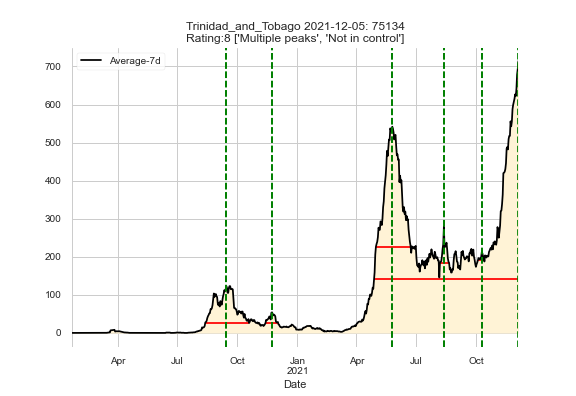 Trinidad_and_Tobago 2021-12-05: 75134
Rating:8 ['Multiple peaks', 'Not in control']
Average-7d
700
600
500
400
300
200
100
0
Apr
Jul
Oct
Jan
2021
Apr
Jul
Oct
Date